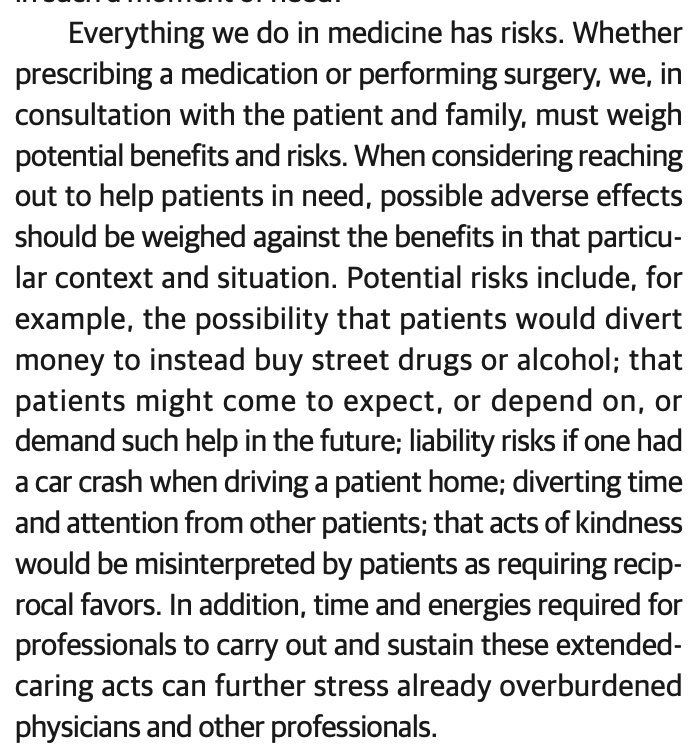 in such a moment of need.
Everything we do in medicine has risks. Whether
prescribing a medication or performing surgery, we, in
consultation with the patient and family, must weigh
potential benefits and risks. When considering reaching
out to help patients in need, possible adverse effects
should be weighed against the benefits in that particu-
lar context and situation. Potential risks include, for
example, the possibility that patients would divert
money to instead buy street drugs or alcohol; that
patients might come to expect, or depend on, or
demand such help in the future; liability risks if one had
a car crash when driving a patient home; diverting time
and attention from other patients; that acts of kindness
would be misinterpreted by patients as requiring recip-
rocal favors. In addition, time and energies required for
professionals to carry out and sustain these extended-
caring acts can further stress already overburdened
physicians and other professionals.